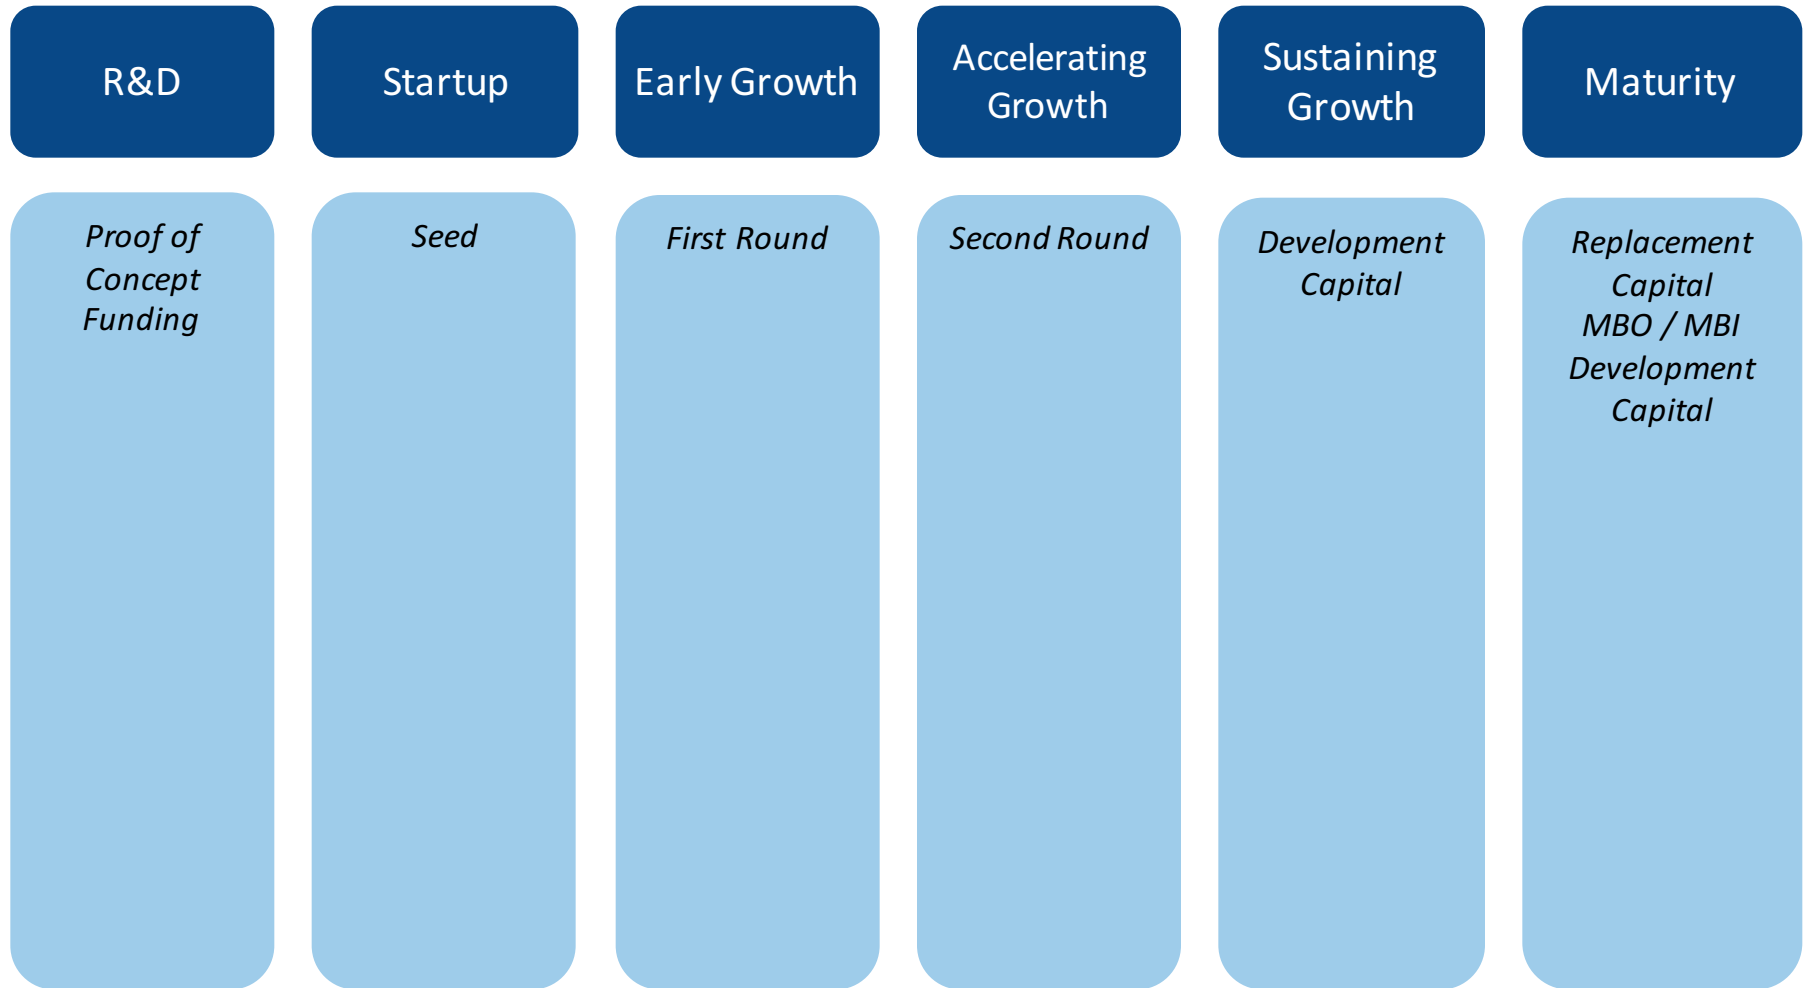 R&D
Startup
Early Growth
Accelerating
Growth
Sustaining
Growth
Maturity
Proof of
Concept
Funding
Seed
First Round
Second Round
Development
Capital
Replacement
Capital
MBO / MBI
Development
Capital